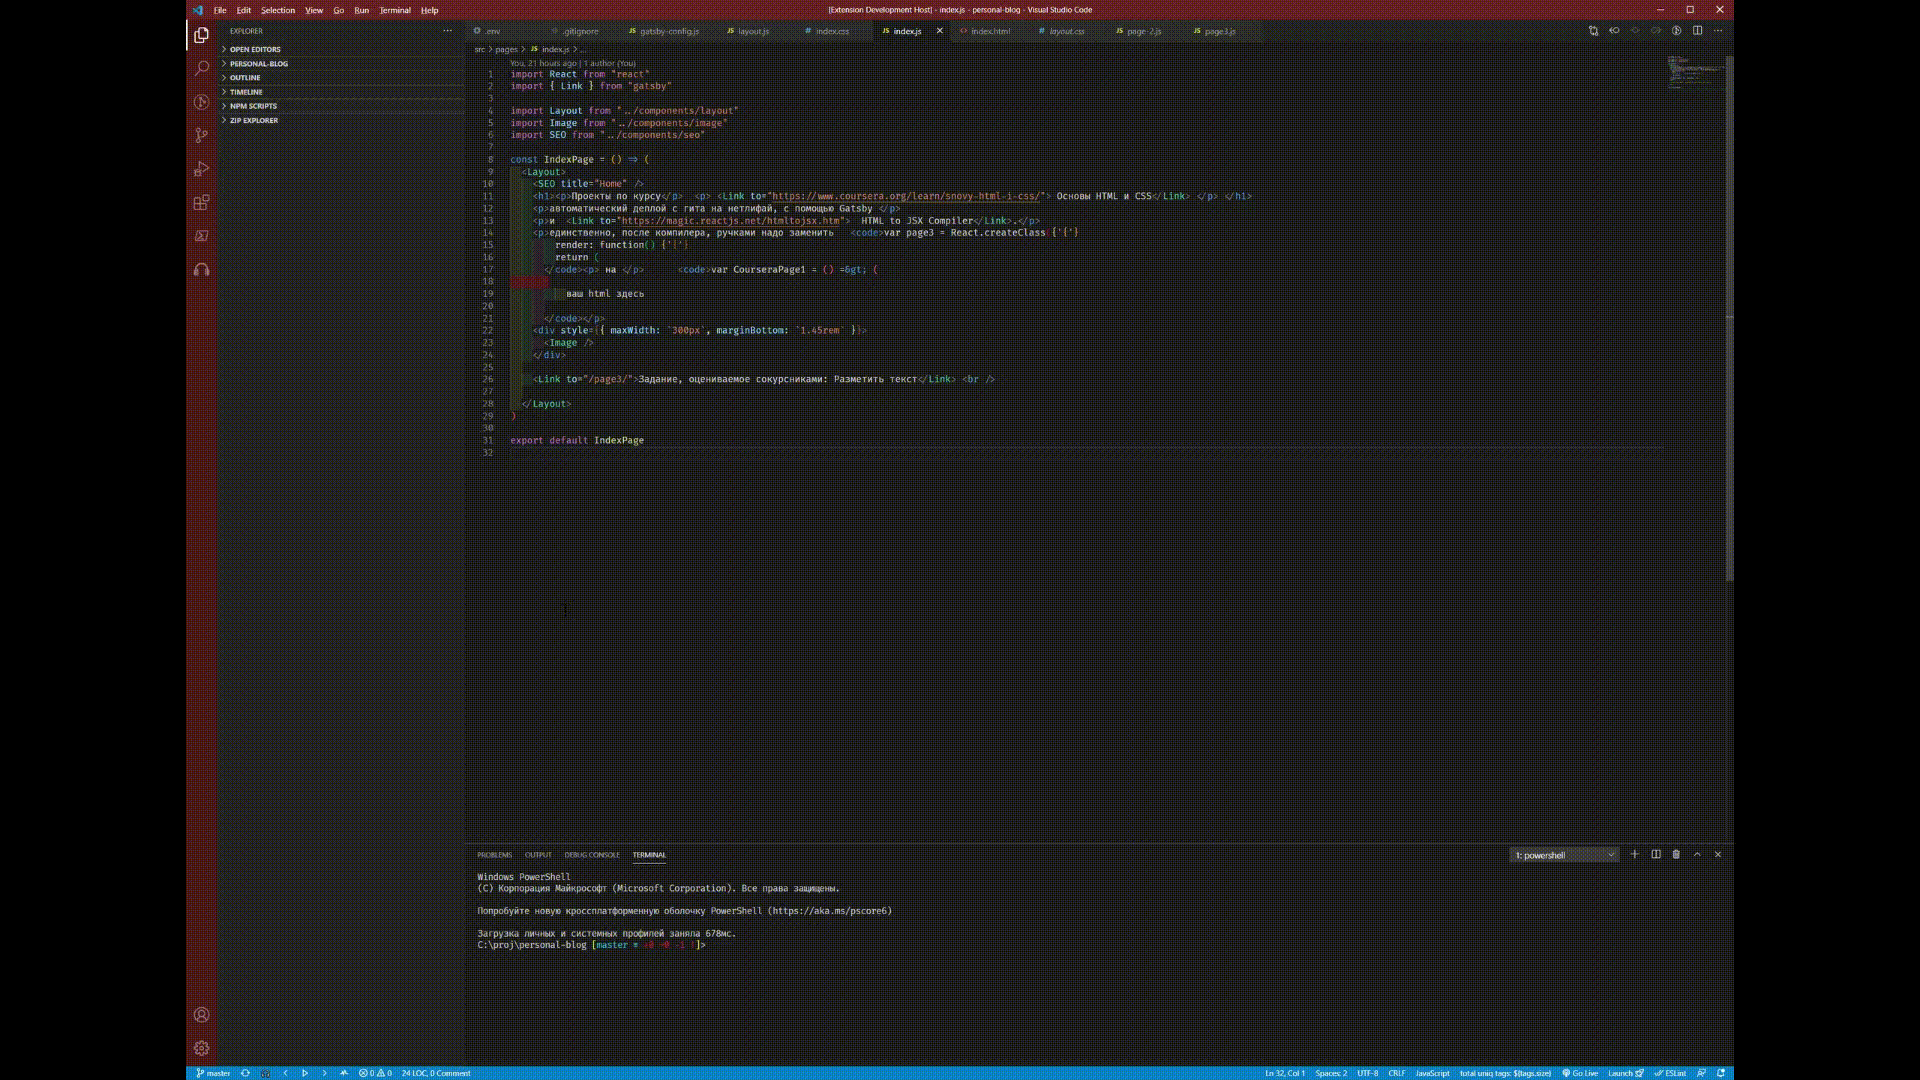 File Edit Selection View Go Run Terminal Help
[Extension Development Host] - index.js - personal-blog - Visual Studio Code
EXPLORER
OPEN EDITORS
PERSONAL-BLOG
OUTLINE
TIMELINE
NPM SCRIPTS
ZIP EXPLORER
.env .gitignore JS gatsby-config.js JS layout.js # index.css JS index.js <> index.html # layout.css JS page-2.js JS page3.js
src > pages > JS index.js > ...
You, 21 hours ago | 1 author (You)
1 import React from "react"
2 import { Link } from "gatsby"
3
4 import Layout from "../components/layout"
5 import Image from "../components/image"
6 import SEO from "../components/seo"
7
8 const IndexPage = () => (
9 <Layout>
10 <SEO title="Home" />
11 <h1><p>Проекты по курсу</p> <p> <Link to="https://www.coursera.org/learn/snovy-html-i-css/"> Основы HTML и CSS</Link> </p> </h1>
12 <p>автоматический деплой с гита на нетлифай, с помощью Gatsby </p>
13 <p>и <Link to="https://magic.reactjs.net/htmltojsx.htm"> HTML to JSX Compiler</Link>.</p>
14 <p>единственно, после компилера, ручками надо заменить <code>var page3 = React.createClass({'{'}
15 render: function() {'{'}
16 return (
17 </code><p> на </p> <code>var CourseraPage1 = () =&gt; (
18
19 ваш html здесь
20
21 </code></p>
22 <div style={{ maxWidth: `300px`, marginBottom: `1.45rem` }}>
23 <Image />
24 </div>
25
26 <Link to="/page3/">Задание, оцениваемое сокурсниками: Разметить текст</Link> <br />
27
28 </Layout>
29 )
30
31 export default IndexPage
32
PROBLEMS OUTPUT DEBUG CONSOLE TERMINAL
1: powershell
Windows PowerShell
(C) Корпорация Майкрософт (Microsoft Corporation). Все права защищены.
Попробуйте новую кроссплатформенную оболочку PowerShell (https://aka.ms/pscore6)
Загрузка личных и системных профилей заняла 678мс.
C:\proj\personal-blog [master ≡ +0 ~0 -1 !]>
master 0 0 24 LOC, 0 Comment
Ln 32, Col 1 Spaces: 2 UTF-8 CRLF JavaScript total uniq tags: ${tags.size} Go Live Launch ESLint